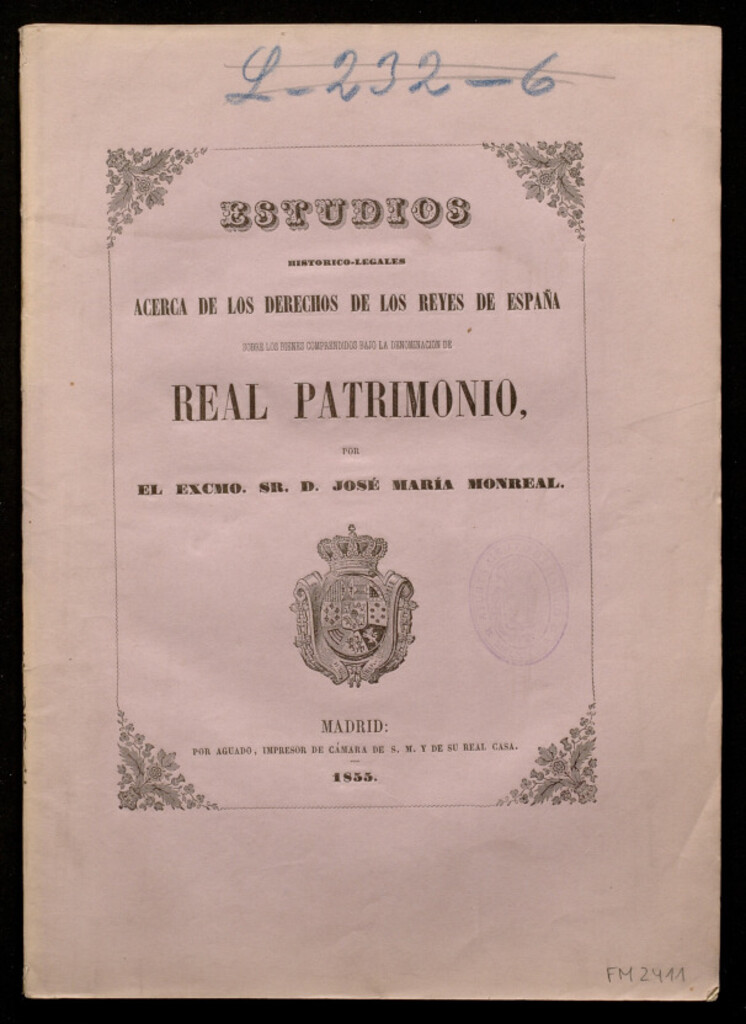 L-232-6
ESTUDIOS
HISTORICO-LEGALES
ACERCA DE LOS DERECHOS DE LOS REYES DE ESPAÑA
SOBRE LOS BIENES COMPRENDIDOS BAJO LA DENOMINACION DE
REAL PATRIMONIO,
POR
EL EXCMO. SR. D. JOSÉ MARÍA MONREAL.
MADRID:
POR AGUADO, IMPRESOR DE CÁMARA DE S. M. Y DE SU REAL CASA.
1855.
FM 2411